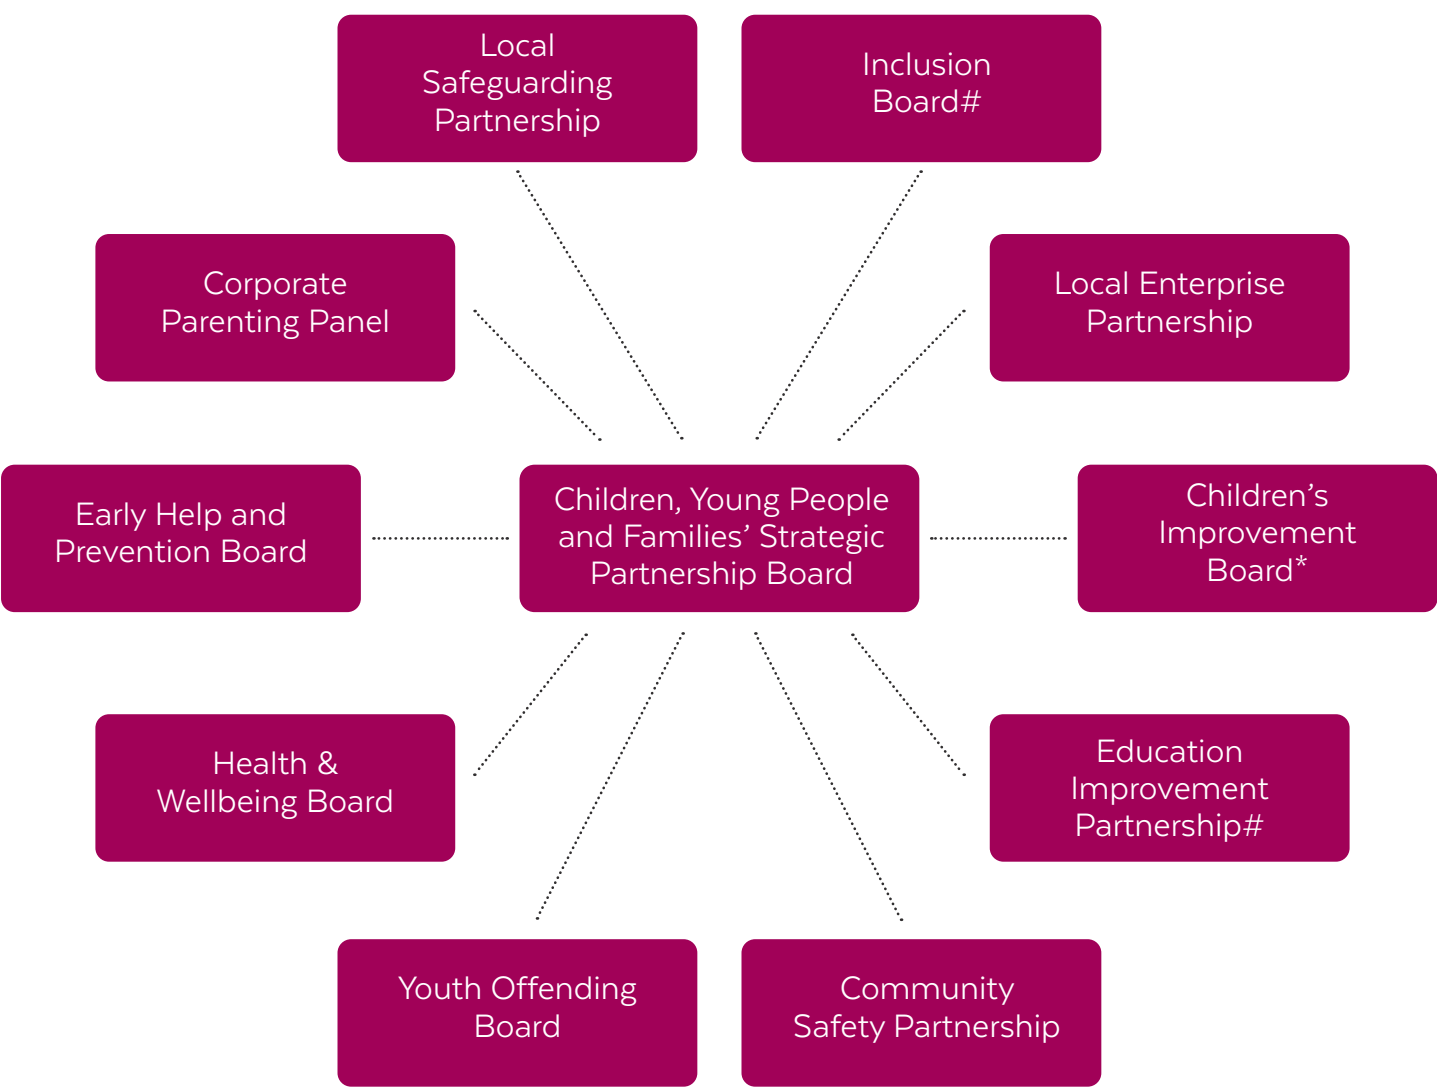 Local
Safeguarding
Partnership
Inclusion
Board#
Corporate
Parenting Panel
Local Enterprise
Partnership
Early Help and
Prevention Board
Children, Young People
and Families’ Strategic
Partnership Board
Children’s
Improvement
Board*
Health &
Wellbeing Board
Education
Improvement
Partnership#
Youth Offending
Board
Community
Safety Partnership